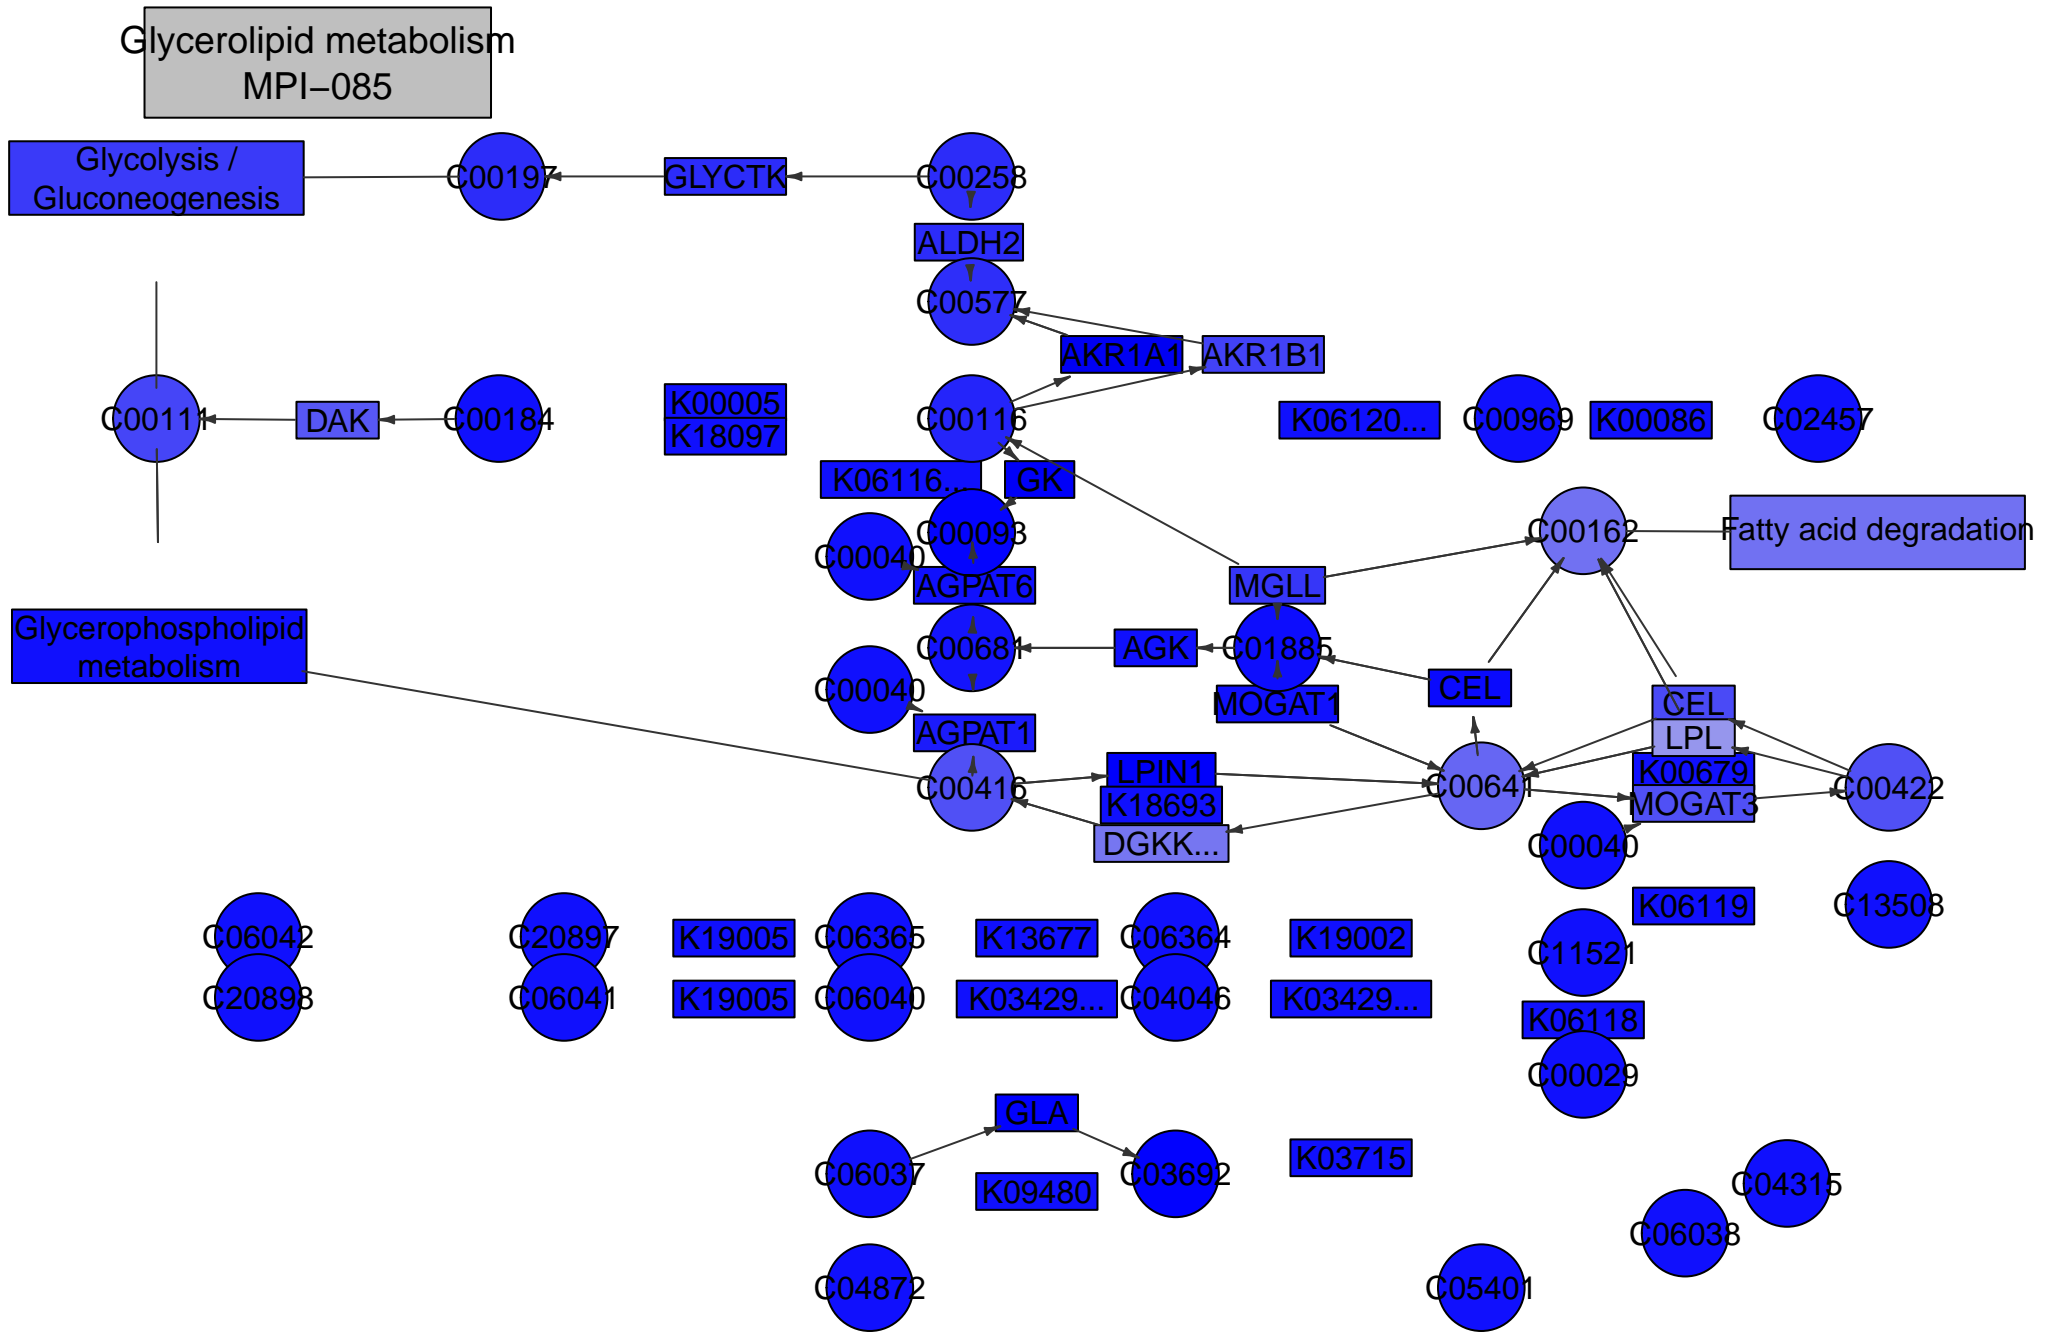 Glycerolipid metabolism
MPI−085
Glycolysis /
Gluconeogenesis
C00197
GLYCTK
C00258
ALDH2
C00577
AKR1A1
AKR1B1
C00111
DAK
C00184
K00005
K18097
C00116
K06120...
C00969
K00086
C02457
K06116...
GK
C00093
C00040
AGPAT6
C00162
Fatty acid degradation
MGLL
Glycerophospholipid
metabolism
C00681
AGK
C01885
C00040
MOGAT1
CEL
CEL
AGPAT1
LPL
C00416
LPIN1
K18693
DGKK...
C00641
K00679
MOGAT3
C00422
C00040
K06119
C13508
C06042
C20897
K19005
C06365
K13677
C06364
K19002
C11521
C20898
C06041
K19005
C06040
K03429...
C04046
K03429...
K06118
C00029
GLA
C06037
K09480
C03692
K03715
C04315
C06038
C04872
C05401